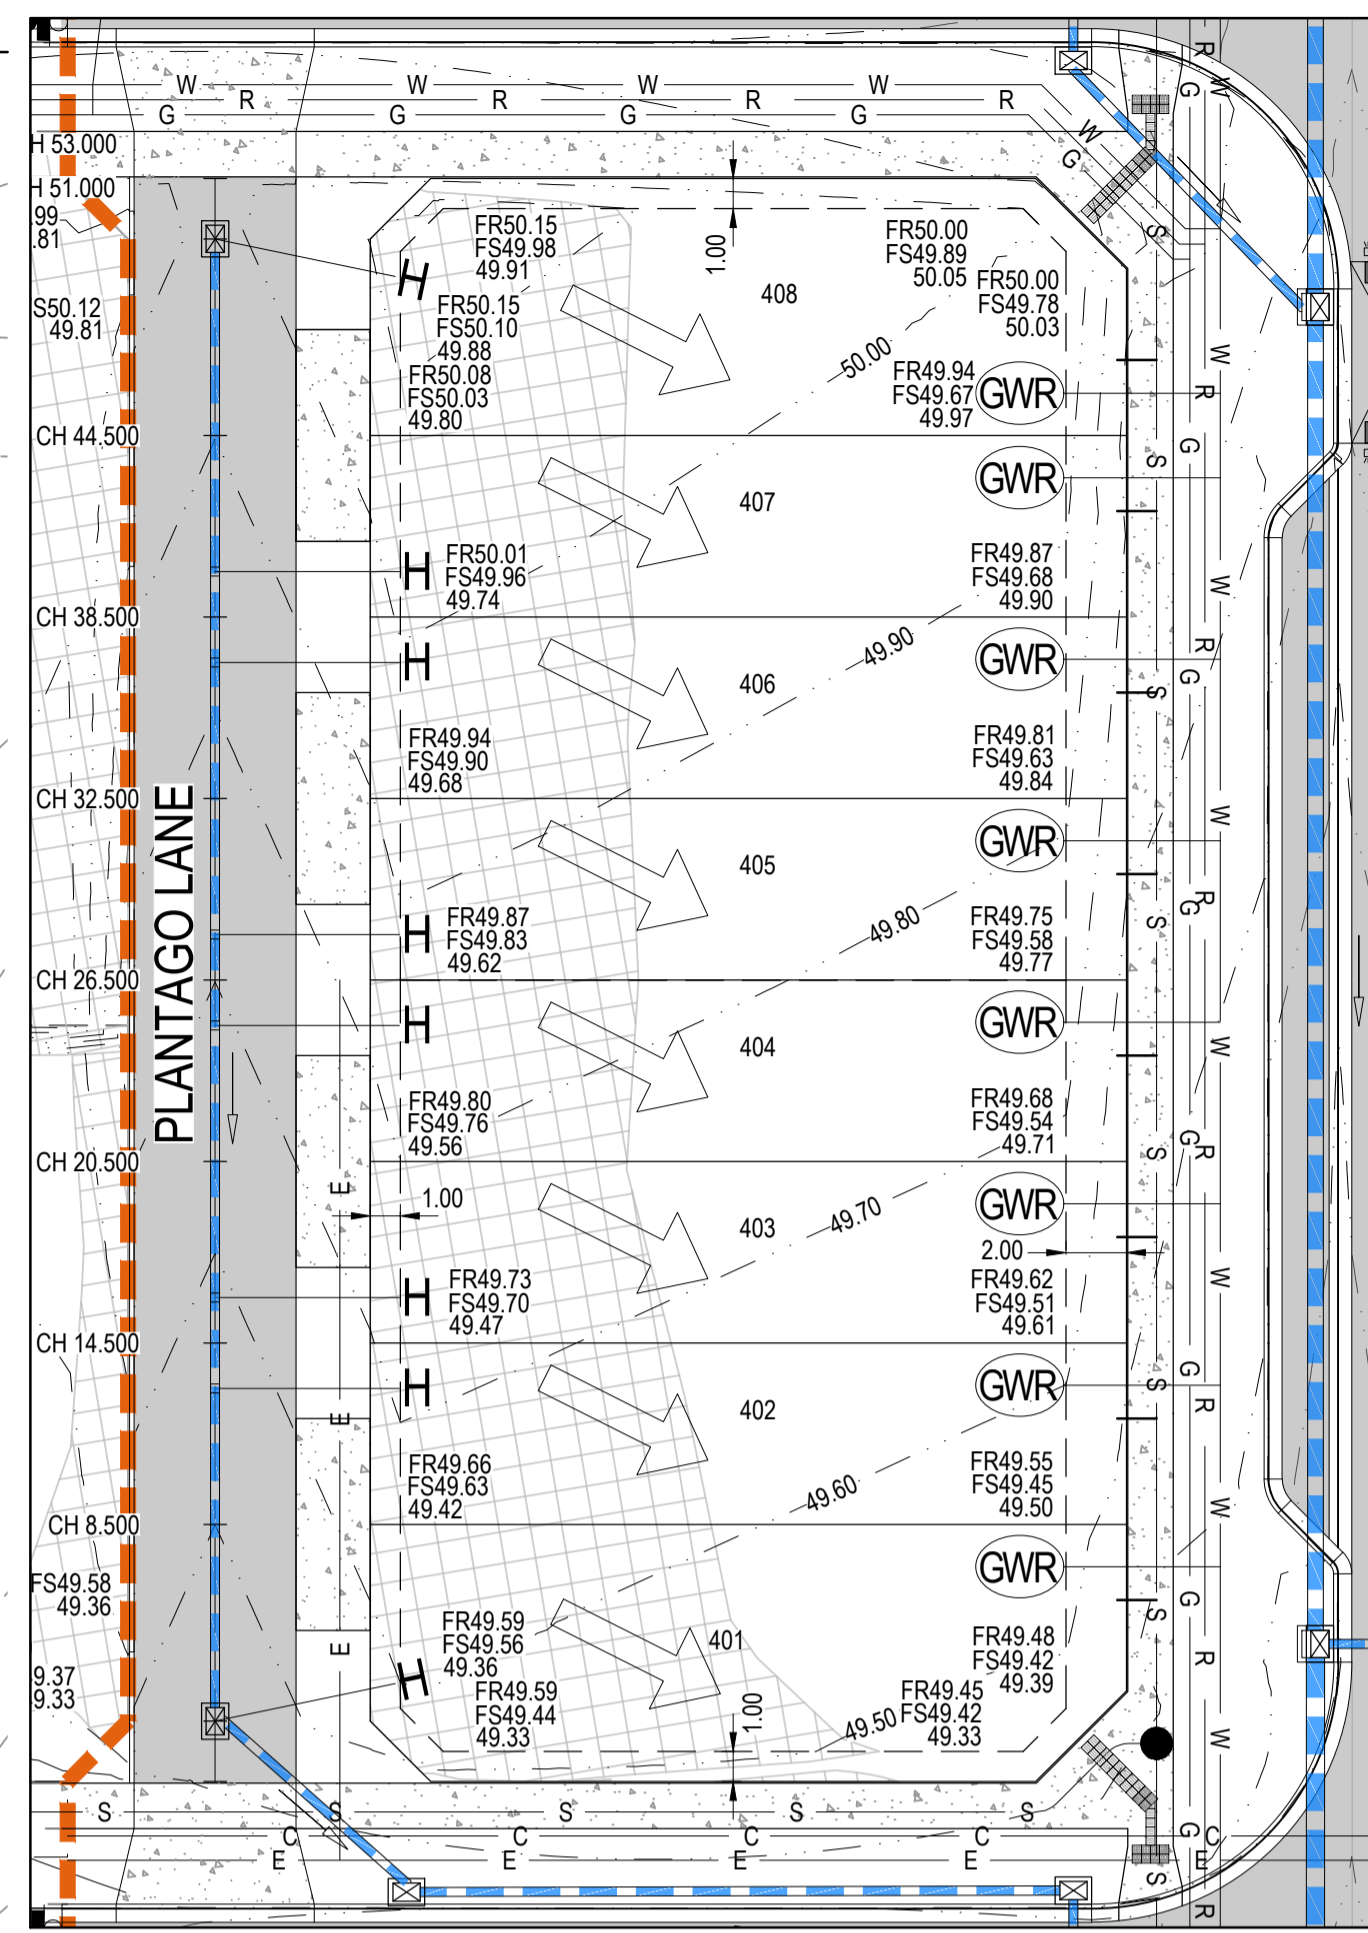 W W W W
R R R R
G G G G
W
G
R
W
G
H 53.000
H 51.000
.99
.81
S50.12
49.81
FR50.15
FS49.98
49.91
FR50.15
FS50.10
49.88
FR50.08
FS50.03
49.80
408
1.00
FR50.00
FS49.89
50.05
FR50.00
FS49.78
50.03
50.00
FR49.94
FS49.67
49.97
GWR
H
S
W
R
CH 44.500
GWR
S
G
407
H
FR50.01
FS49.96
49.74
FR49.87
FS49.68
49.90
W
CH 38.500
49.90
H
406
GWR
R
G
S
FR49.94
FS49.90
49.68
FR49.81
FS49.63
49.84
CH 32.500
PLANTAGO LANE
W
405
GWR
R
G
S
H
FR49.87
FS49.83
49.62
49.80
FR49.75
FS49.58
49.77
CH 26.500
H
404
GWR
W
FR49.80
FS49.76
49.56
FR49.68
FS49.54
49.71
G
R
S
CH 20.500
E
1.00
403
49.70
GWR
2.00
W
H
FR49.73
FS49.70
49.47
FR49.62
FS49.51
49.61
CH 14.500
H
E
402
GWR
G
S
R
FR49.66
FS49.63
49.42
49.60
FR49.55
FS49.45
49.50
W
CH 8.500
FS49.58
49.36
GWR
G
S
E
FR49.59
FS49.56
49.36
401
FR49.48
FS49.42
49.39
R
9.37
9.33
H
FR49.59
FS49.44
49.33
1.00
49.50
FR49.45
FS49.42
49.33
W
S S S S S
C C C C
E E E E E
G
S
R